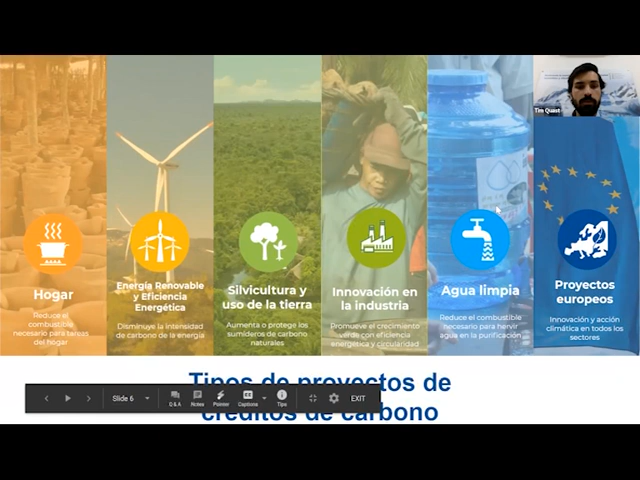 Tim Quast
Hogar
Reduce el
combustible
necesario para tareas
del hogar
Energía Renovable
y Eficiencia
Energética
Disminuye la intensidad
de carbono de la energía
Silvicultura y
uso de la tierra
Aumenta o protege los
sumideros de carbono
naturales
Innovación en
la industria
Promueve el crecimiento
verde con eficiencia
energética y circularidad
Agua limpia
Reduce el combustible
necesario para hervir
agua en la purificación
Proyectos
europeos
Innovación y acción
climática en todos los
sectores
Tipos de proyectos de
créditos de carbono
Slide 6
Q & A
Notes
Pointer
Captions
Tips
EXIT